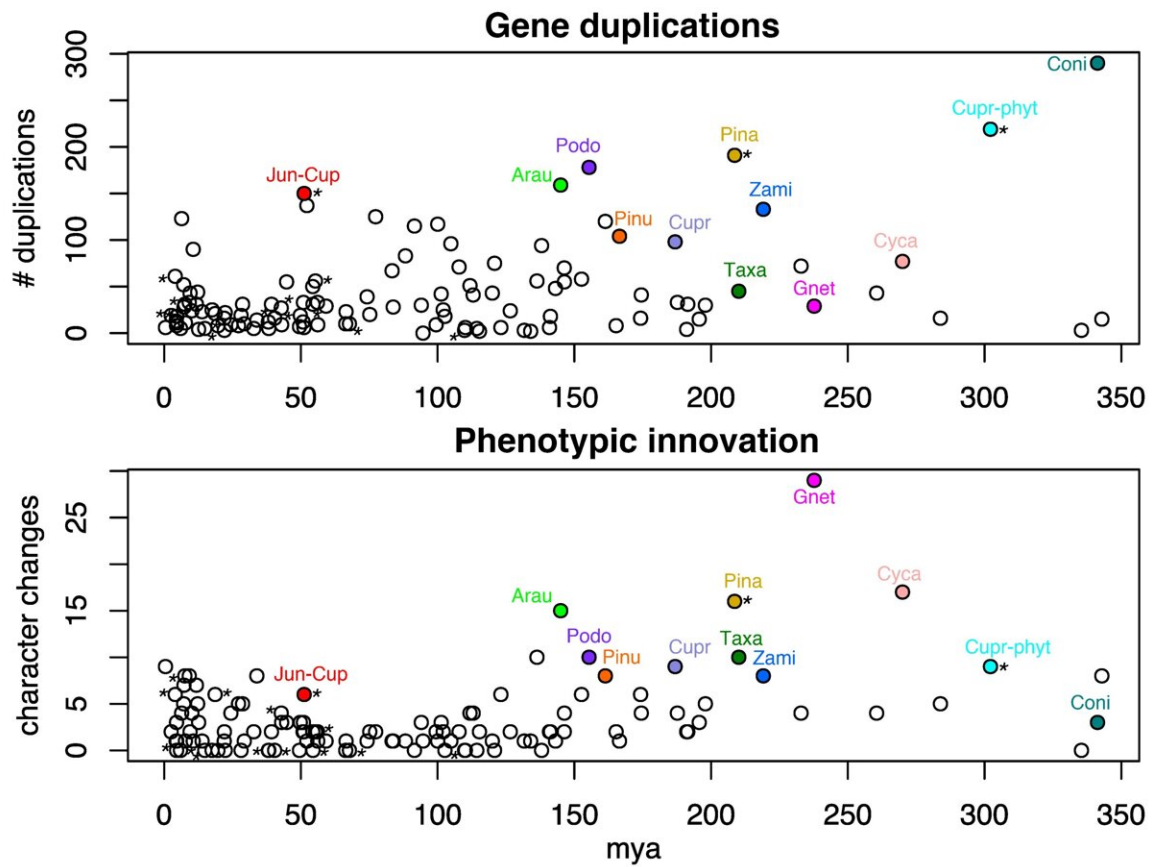 Gene duplications
# duplications
300
200
100
0
Coni
Cupr-phyt
*
Pina
*
Podo
Arau
Jun-Cup
*
Zami
Pinu
Cupr
Cyca
Taxa
Gnet
0 50 100 150 200 250 300 350
Phenotypic innovation
character changes
25
15
5
0
Gnet
Cyca
Pina
*
Arau
Podo
Pinu
Cupr
Taxa
Zami
Cupr-phyt
*
Jun-Cup
*
Coni
0 50 100 150 200 250 300 350
mya